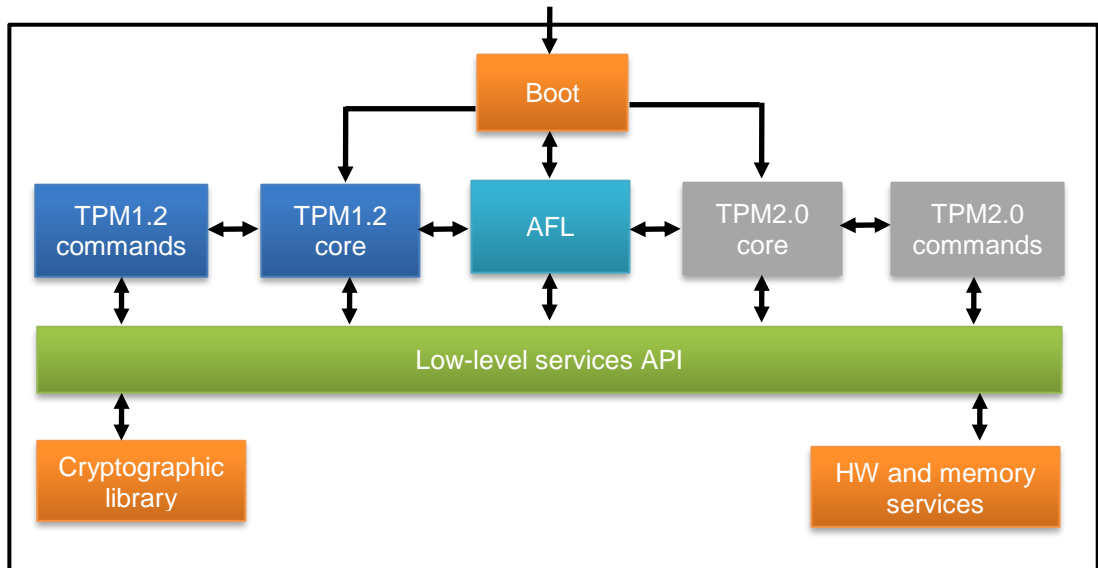 Boot
TPM1.2
commands
TPM1.2
core
AFL
TPM2.0
core
TPM2.0
commands
Low-level services API
Cryptographic
library
HW and memory
services